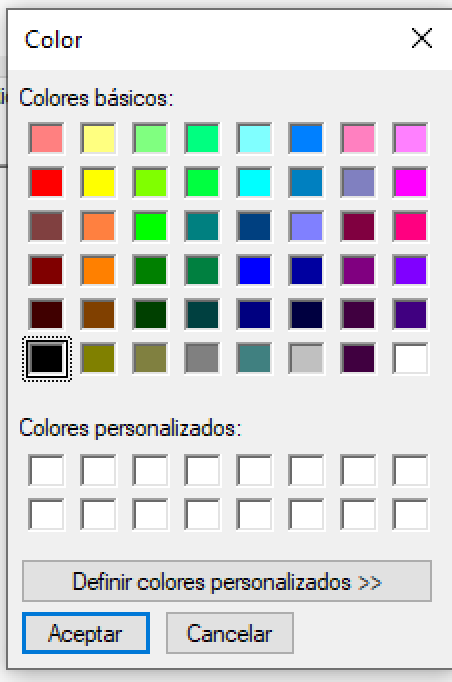 Color
Colores básicos:
Colores personalizados:
Definir colores personalizados >>
Aceptar
Cancelar